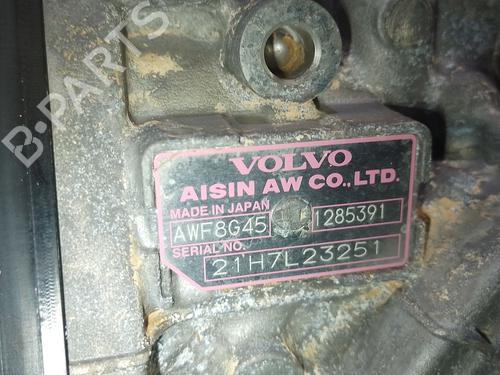 B-PARTS
VOLVO
AISIN AW CO., LTD.
MADE IN JAPAN
AWF8G45 1285391
SERIAL NO.
21H7L23251